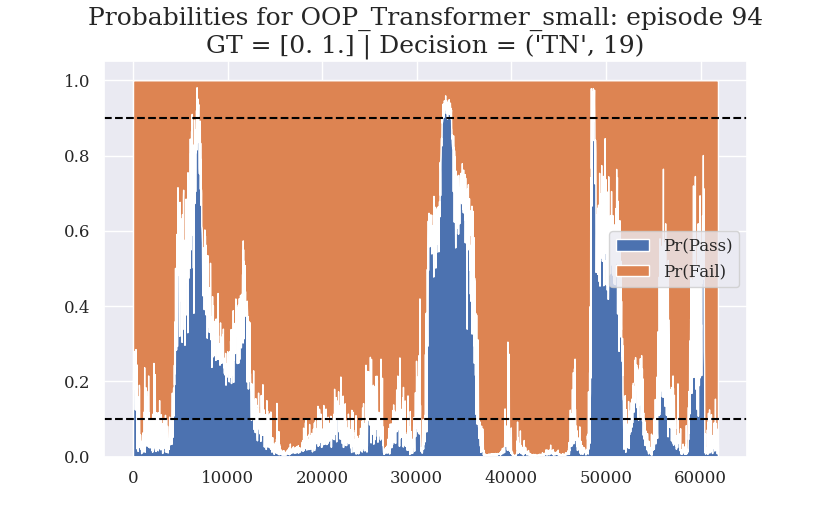 Probabilities for OOP_Transformer_small: episode 94
GT = [0. 1.] | Decision = ('TN', 19)
1.0
0.8
0.6
0.4
0.2
0.0
Pr(Pass)
Pr(Fail)
0 10000 20000 30000 40000 50000 60000